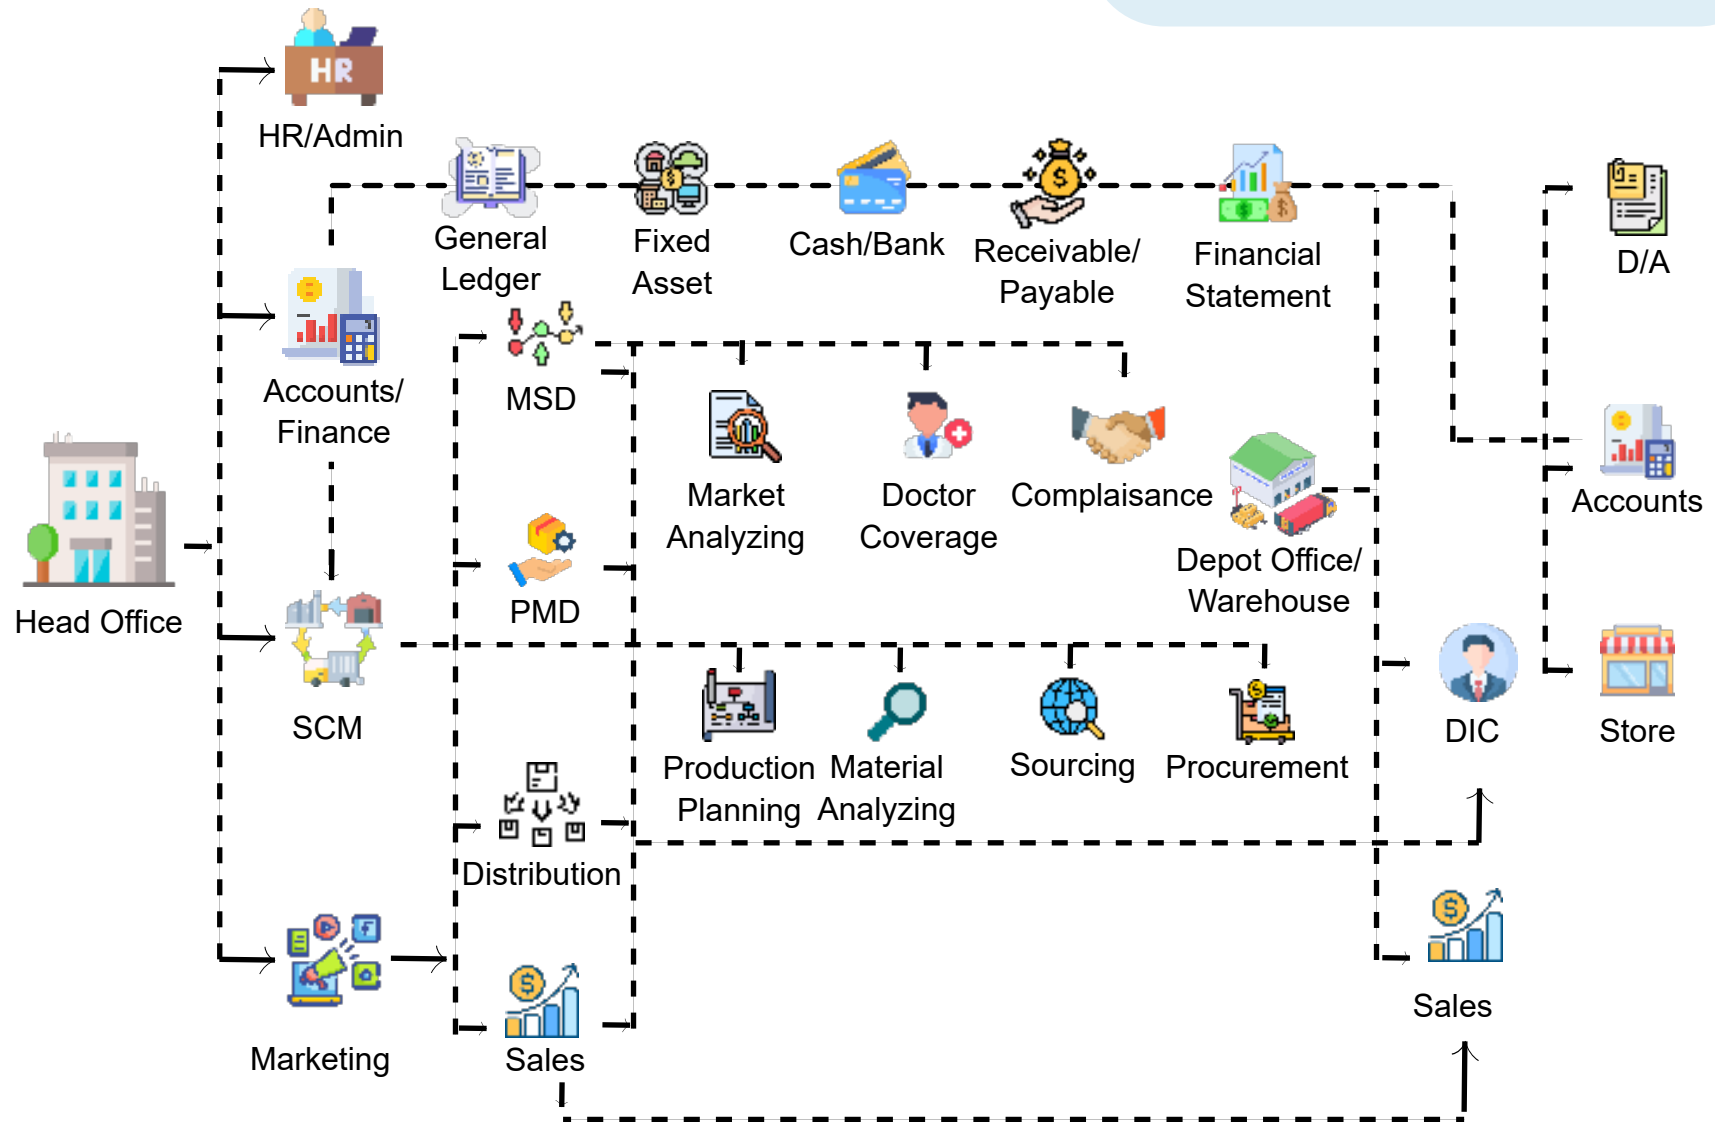 HR
HR/Admin
General
Ledger
Fixed
Asset
Cash/Bank
Receivable/
Payable
Financial
Statement
D/A
Accounts/
Finance
MSD
Market
Analyzing
Doctor
Coverage
Complaisance
Accounts
Depot Office/
Warehouse
Head Office
PMD
SCM
Production
Planning
Material
Analyzing
Sourcing
Procurement
DIC
Store
Distribution
Marketing
Sales
Sales